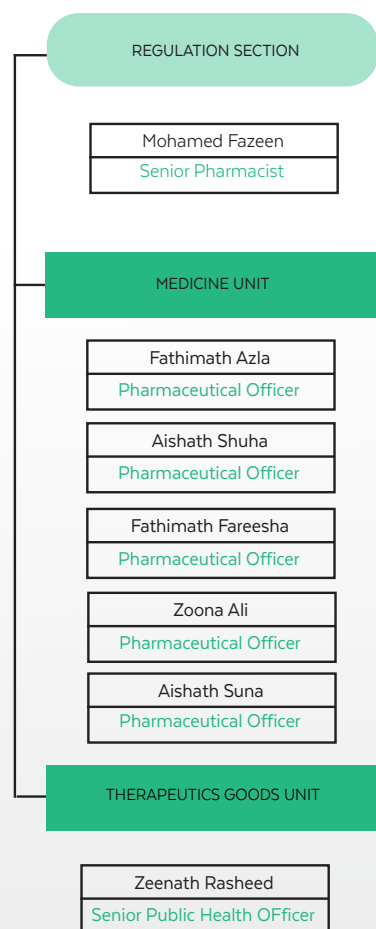 REGULATION SECTION
Mohamed Fazeen
Senior Pharmacist
MEDICINE UNIT
Fathimath Azla
Pharmaceutical Officer
Aishath Shuha
Pharmaceutical Officer
Fathimath Fareesha
Pharmaceutical Officer
Zoona Ali
Pharmaceutical Officer
Aishath Suna
Pharmaceutical Officer
THERAPEUTICS GOODS UNIT
Zeenath Rasheed
Senior Public Health OFficer